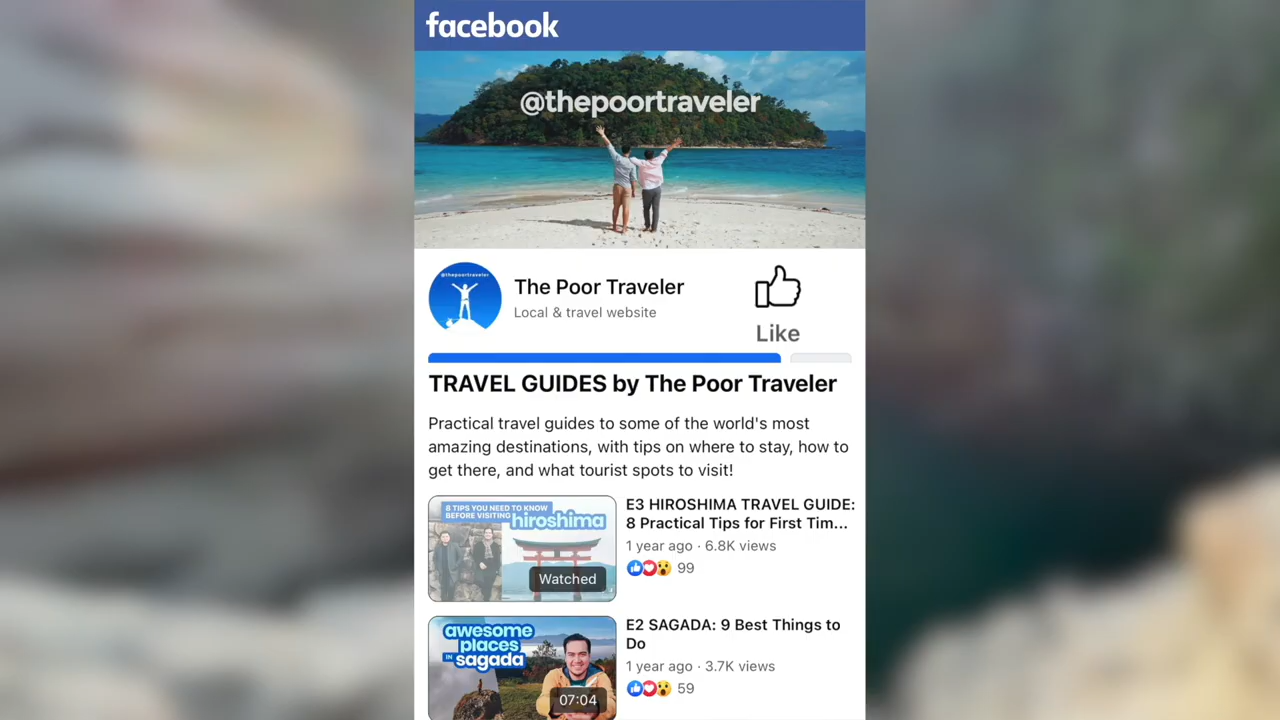 facebook
@thepoortraveler
@thepoortraveler
The Poor Traveler
Local & travel website
Like
TRAVEL GUIDES by The Poor Traveler
Practical travel guides to some of the world's most
amazing destinations, with tips on where to stay, how to
get there, and what tourist spots to visit!
8 TIPS YOU NEED TO KNOW
BEFORE VISITING
hiroshima
Watched
E3 HIROSHIMA TRAVEL GUIDE:
8 Practical Tips for First Tim...
1 year ago · 6.8K views
99
awesome
places
IN sagada
07:04
E2 SAGADA: 9 Best Things to
Do
1 year ago · 3.7K views
59